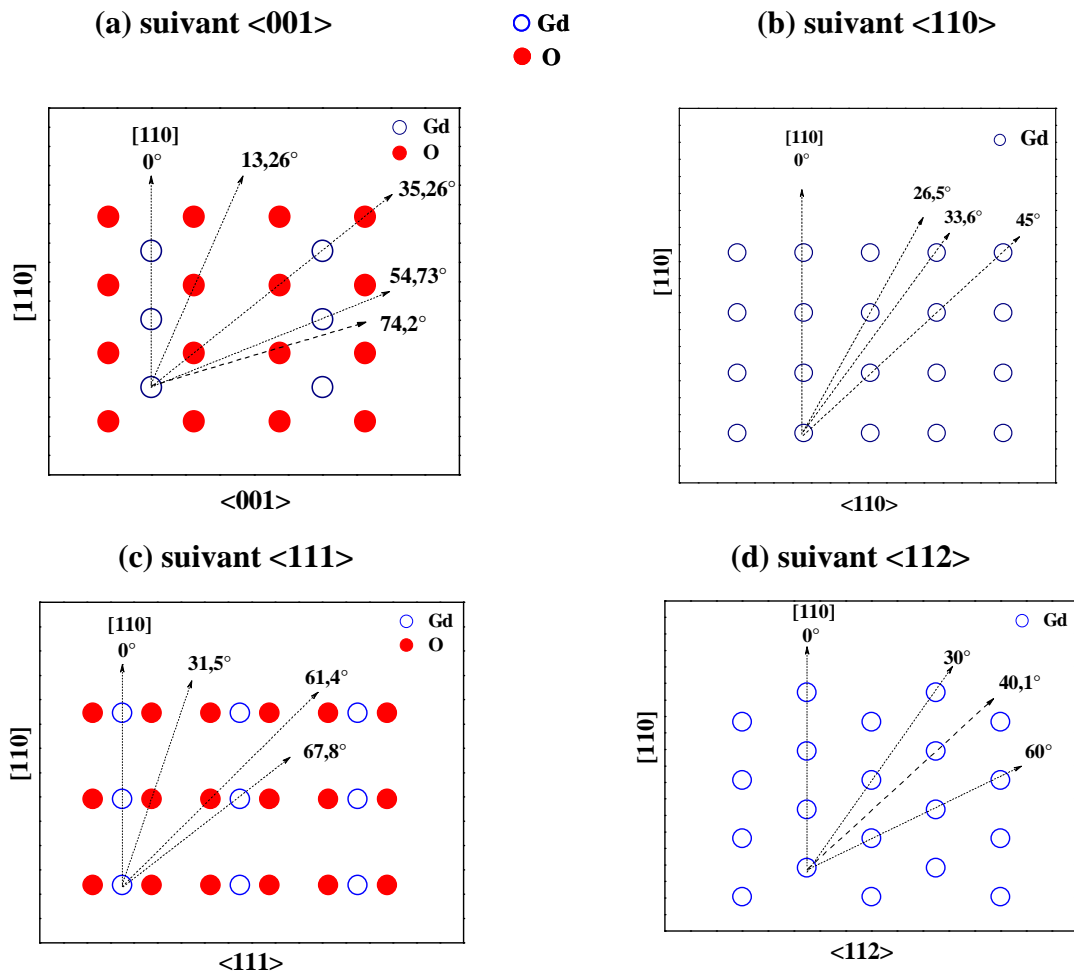 (a) suivant <001>
Gd
O
(b) suivant <110>
Gd
O
[110]
0°
13,26°
35,26°
54,73°
74,2°
[110]
<001>
Gd
[110]
0°
26,5°
33,6°
45°
[110]
<110>
(c) suivant <111>
(d) suivant <112>
Gd
O
[110]
0°
31,5°
61,4°
67,8°
[110]
<111>
Gd
[110]
0°
30°
40,1°
60°
[110]
<112>